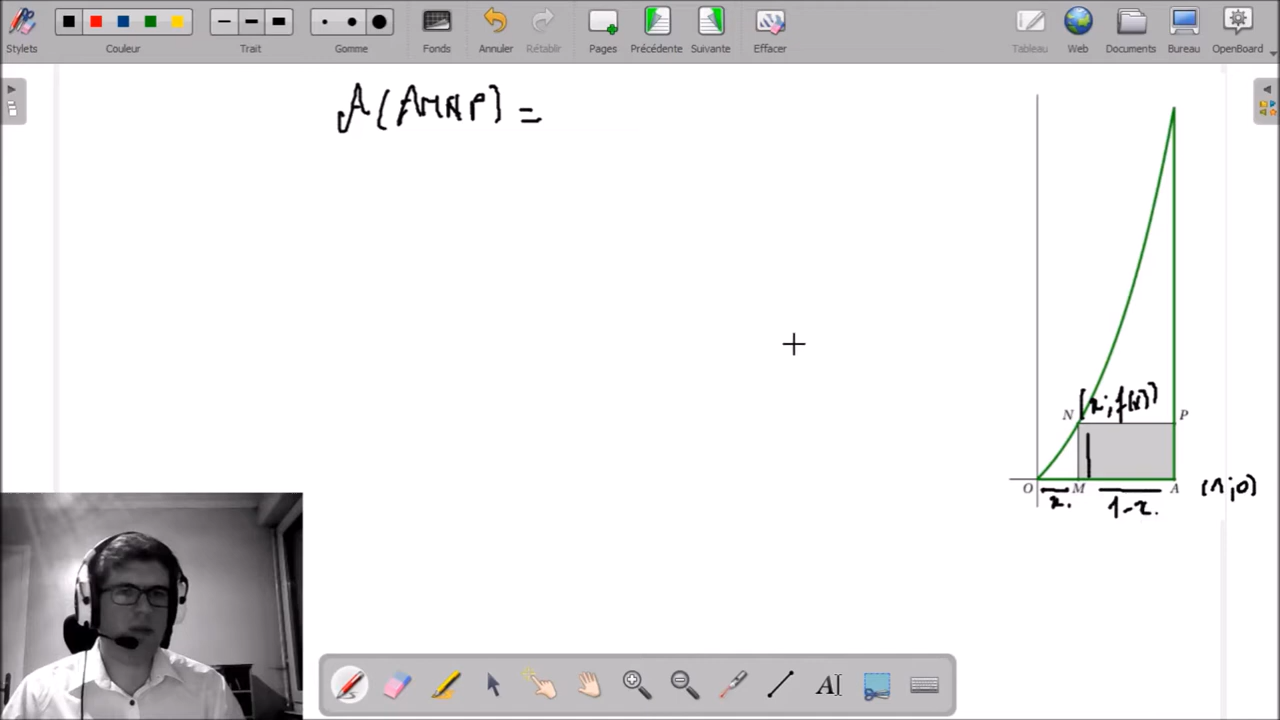 Stylets
Couleur
Trait
Gomme
Fonds
Annuler
Rétablir
Pages
Précédente
Suivante
Effacer
Tableau
Web
Documents
Bureau
OpenBoard
A(AMNP) =
N
(x; f(x))
P
O
M
A
(1;0)
x
1-x
AI